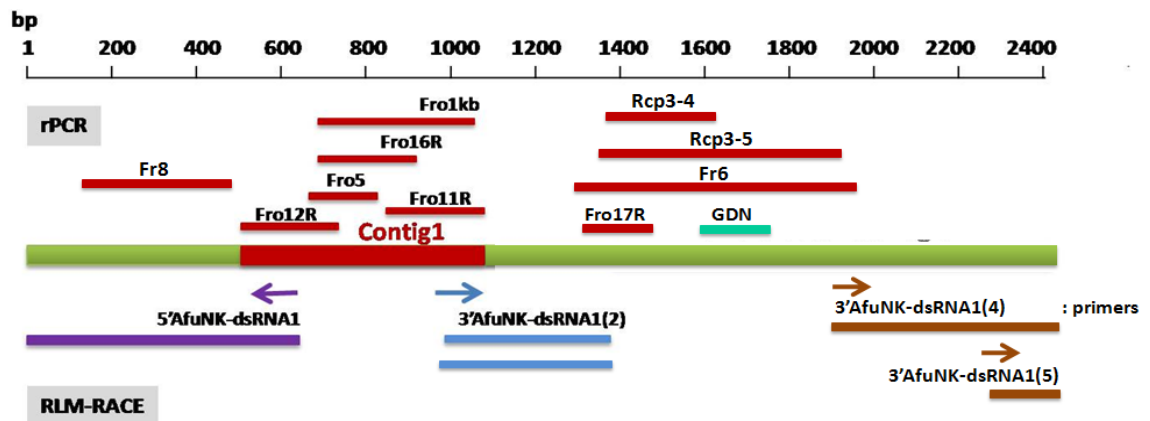 bp
1 200 400 600 800 1000 1200 1400 1600 1800 2000 2200 2400
rPCR
Fro1kb
Rcp3-4
Fro16R
Rcp3-5
Fr8
Fr6
Fro5
Fro11R
Fro12R
Fro17R
GDN
Contig1
5’AfuNK-dsRNA1
3’AfuNK-dsRNA1(2)
3’AfuNK-dsRNA1(4)
: primers
3’AfuNK-dsRNA1(5)
RLM-RACE